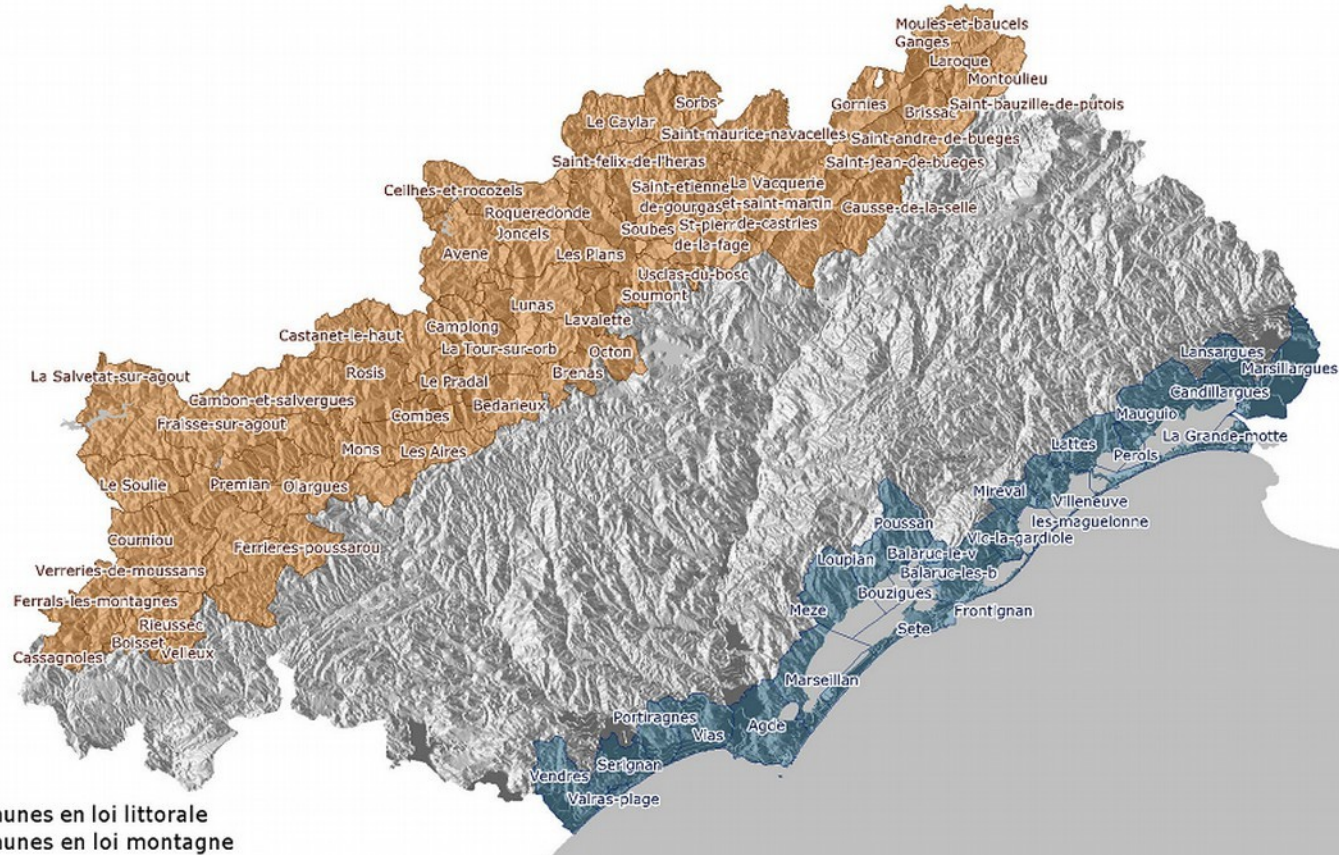 Moules-et-baucels
Ganges
Laroque
Montoulieu
Sorbs
Gornies
Brissac
Saint-bauzille-de-putois
Le Caylar
Saint-maurice-navacelles
Saint-andre-de-bueges
Saint-felix-de-l'heras
Saint-jean-de-bueges
Ceilhes-et-rocozels
Saint-etienne
de-gourgas
La Vacquerie
et-saint-martin
de-castries
Causse-de-la-selle
Roqueredonde
Joncels
Soubes
St-pierr
de-la-fage
Avene
Les Plans
Usclas-du-bosc
Soumont
Lunas
Lavalette
Castanet-le-haut
Camplong
La Tour-sur-orb
Octon
Lansargues
Rosis
Le Pradal
Brenas
Marsillargues
La Salvetat-sur-agout
Cambon-et-salvergues
Bedarieux
Candillargues
Fraisse-sur-agout
Combes
Mauguio
Mons
Les Aires
Lattes
La Grande-motte
Perols
Le Soulie
Premian
Olargues
Mireval
Villeneuve
les-maguelonne
Poussan
Vic-la-gardiole
Courniou
Ferrieres-poussarou
Loupian
Balaruc-le-v
Balaruc-les-b
Verreries-de-moussans
Bouzigues
Ferrals-les-montagnes
Meze
Frontignan
Rieussec
Sete
Boisset
Velieux
Cassagnoles
Marseillan
Portiragnes
Vias
Agde
Vendres
Serignan
Valras-plage
unes en loi littorale
unes en loi montagne